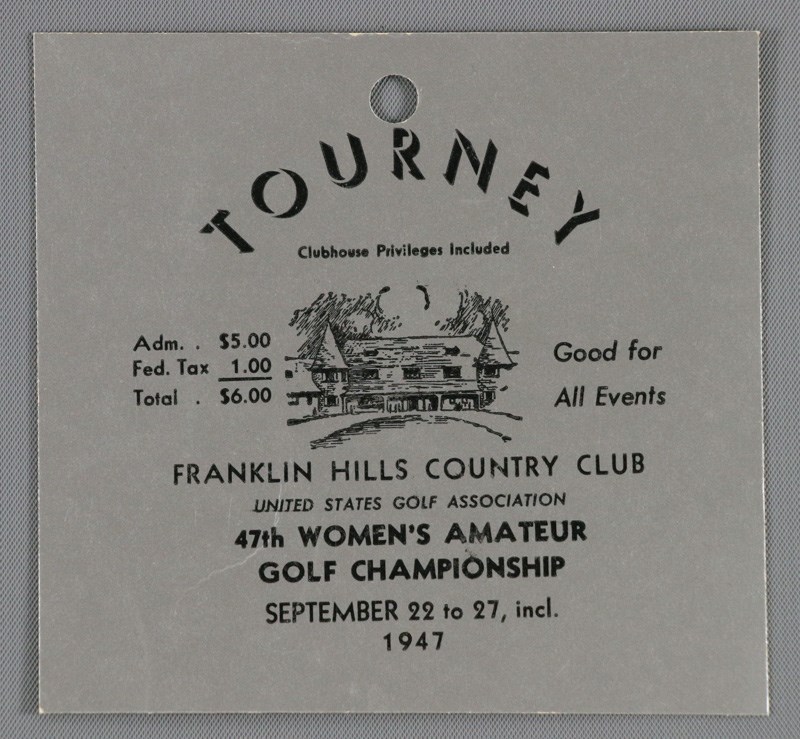 TOURNEY
Clubhouse Privileges Included
Adm. . $5.00
Fed. Tax 1.00
Total . $6.00
Good for
All Events
FRANKLIN HILLS COUNTRY CLUB
UNITED STATES GOLF ASSOCIATION
47th WOMEN'S AMATEUR
GOLF CHAMPIONSHIP
SEPTEMBER 22 to 27, incl.
1947